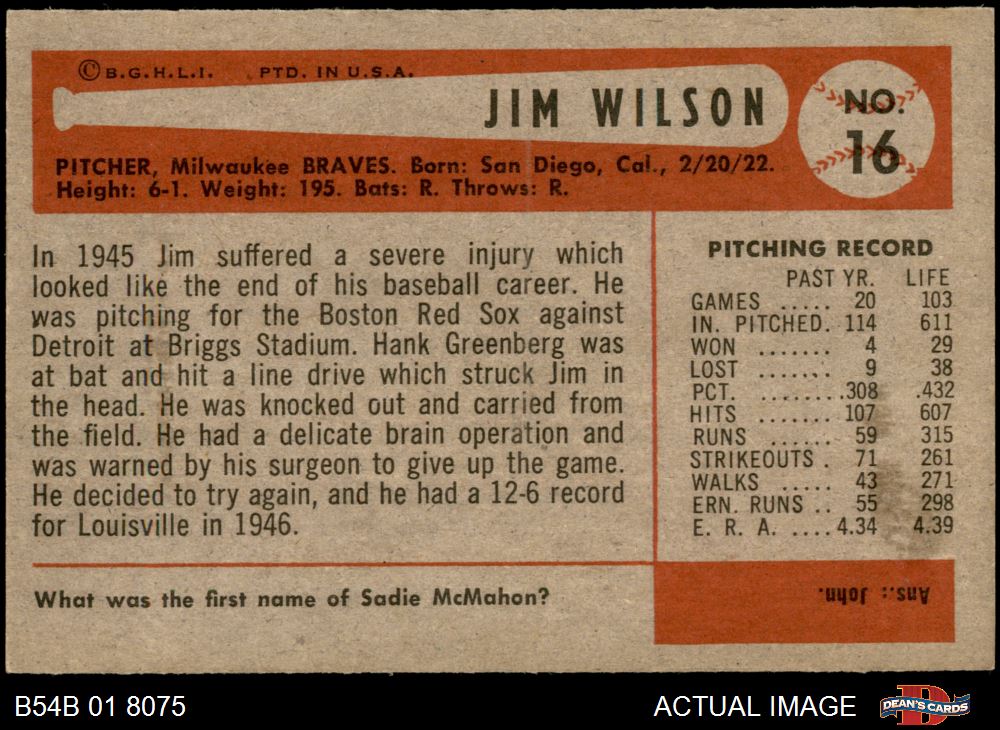 ©B.G.H.L.I. PTD. IN U.S.A.
JIM WILSON
NO.
16
PITCHER, Milwaukee BRAVES. Born: San Diego, Cal., 2/20/22.
Height: 6-1. Weight: 195. Bats: R. Throws: R.
In 1945 Jim suffered a severe injury which
looked like the end of his baseball career. He
was pitching for the Boston Red Sox against
Detroit at Briggs Stadium. Hank Greenberg was
at bat and hit a line drive which struck Jim in
the head. He was knocked out and carried from
the field. He had a delicate brain operation and
was warned by his surgeon to give up the game.
He decided to try again, and he had a 12-6 record
for Louisville in 1946.
PITCHING RECORD
PAST YR. LIFE
GAMES ..... 20 103
IN. PITCHED. 114 611
WON ....... 4 29
LOST ....... 9 38
PCT. ........308 .432
HITS ....... 107 607
RUNS ...... 59 315
STRIKEOUTS . 71 261
WALKS ..... 43 271
ERN. RUNS .. 55 298
E. R. A. ....4.34 4.39
What was the first name of Sadie McMahon?
Ans.: John.
B54B 01 8075
ACTUAL IMAGE
D
DEAN'S CARDS